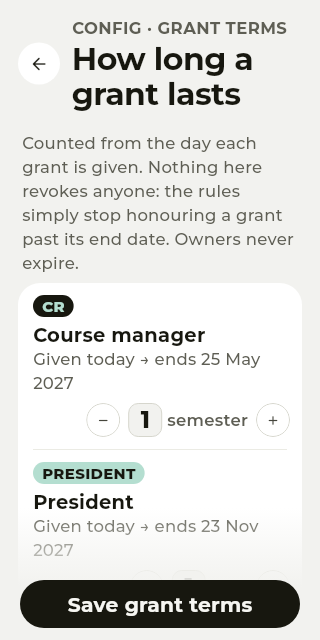 CONFIG · GRANT TERMS
How long a
grant lasts
Counted from the day each
grant is given. Nothing here
revokes anyone: the rules
simply stop honouring a grant
past its end date. Owners never
expire.
CR
Course manager
Given today → ends 25 May
2027
− 1 semester +
PRESIDENT
President
Given today → ends 23 Nov
2027
Save grant terms